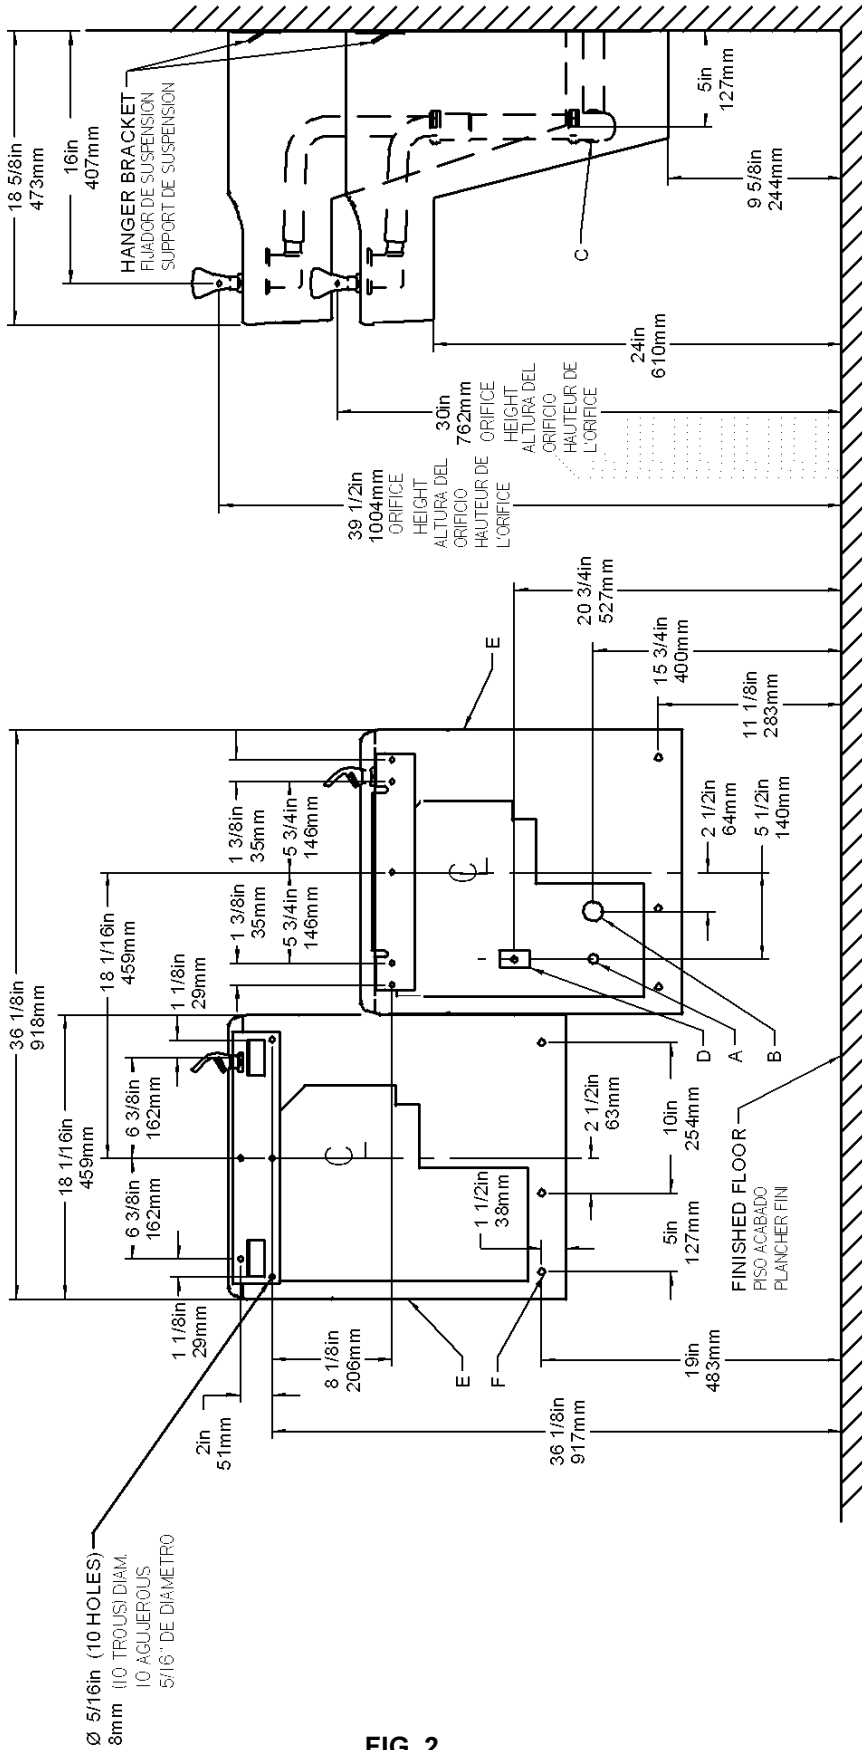 Ø 5/16in (10 HOLES)
8mm (10 TROUS) DIAM.
10 AGUJEROUS
5/16" DE DIAMETRO
36 1/8in
918mm
18 1/16in
459mm
18 1/16in
459mm
6 3/8in
162mm
6 3/8in
162mm
1 1/8in
29mm
1 1/8in
29mm
2in
51mm
8 1/8in
206mm
36 1/8in
917mm
19in
483mm
1 1/2in
38mm
5in
127mm
10in
254mm
2 1/2in
63mm
CL
E
F
1 3/8in
35mm
5 3/4in
146mm
1 3/8in
35mm
5 3/4in
146mm
CL
E
D
A
B
2 1/2in
64mm
5 1/2in
140mm
20 3/4in
527mm
15 3/4in
400mm
11 1/8in
283mm
FINISHED FLOOR
PISO ACABADO
PLANCHER FINI
18 5/8in
473mm
16in
407mm
HANGER BRACKET
FIJADOR DE SUSPENSION
SUPPORT DE SUSPENSION
39 1/2in
1004mm
ORIFICE
HEIGHT
ALTURA DEL
ORIFICIO
HAUTEUR DE
L'ORIFICE
30in
762mm
ORIFICE
HEIGHT
ALTURA DEL
ORIFICIO
HAUTEUR DE
L'ORIFICE
24in
610mm
C
9 5/8in
244mm
5in
127mm
FIG. 2